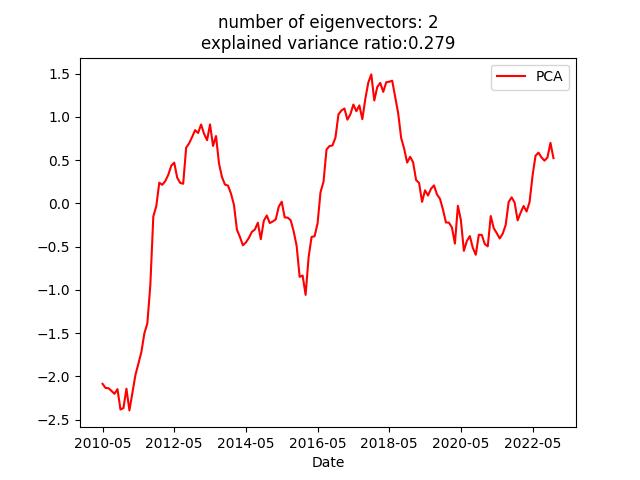 number of eigenvectors: 2
explained variance ratio:0.279
PCA
1.5
1.0
0.5
0.0
−0.5
−1.0
−1.5
−2.0
−2.5
2010-05 2012-05 2014-05 2016-05 2018-05 2020-05 2022-05
Date